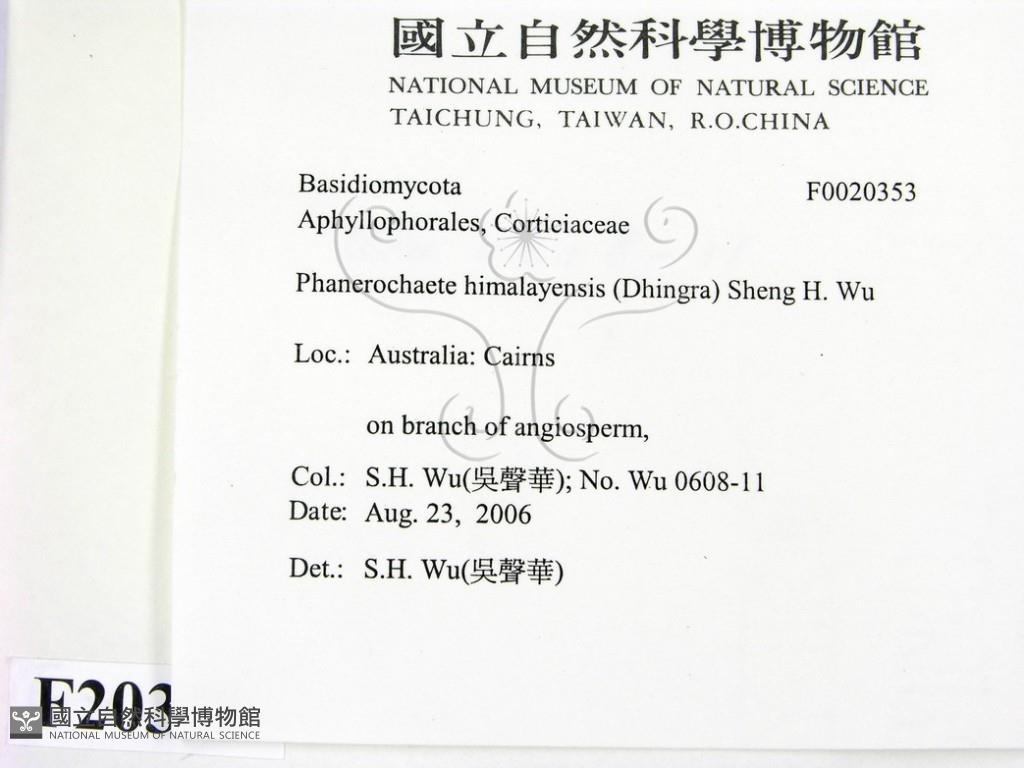 國立自然科學博物館
NATIONAL MUSEUM OF NATURAL SCIENCE
TAICHUNG, TAIWAN, R.O.CHINA
Basidiomycota F0020353
Aphyllophorales, Corticiaceae
Phanerochaete himalayensis (Dhingra) Sheng H. Wu
Loc.: Australia: Cairns
on branch of angiosperm,
Col.: S.H. Wu(吳聲華); No. Wu 0608-11
Date: Aug. 23, 2006
Det.: S.H. Wu(吳聲華)
F203
國立自然科學博物館
NATIONAL MUSEUM OF NATURAL SCIENCE